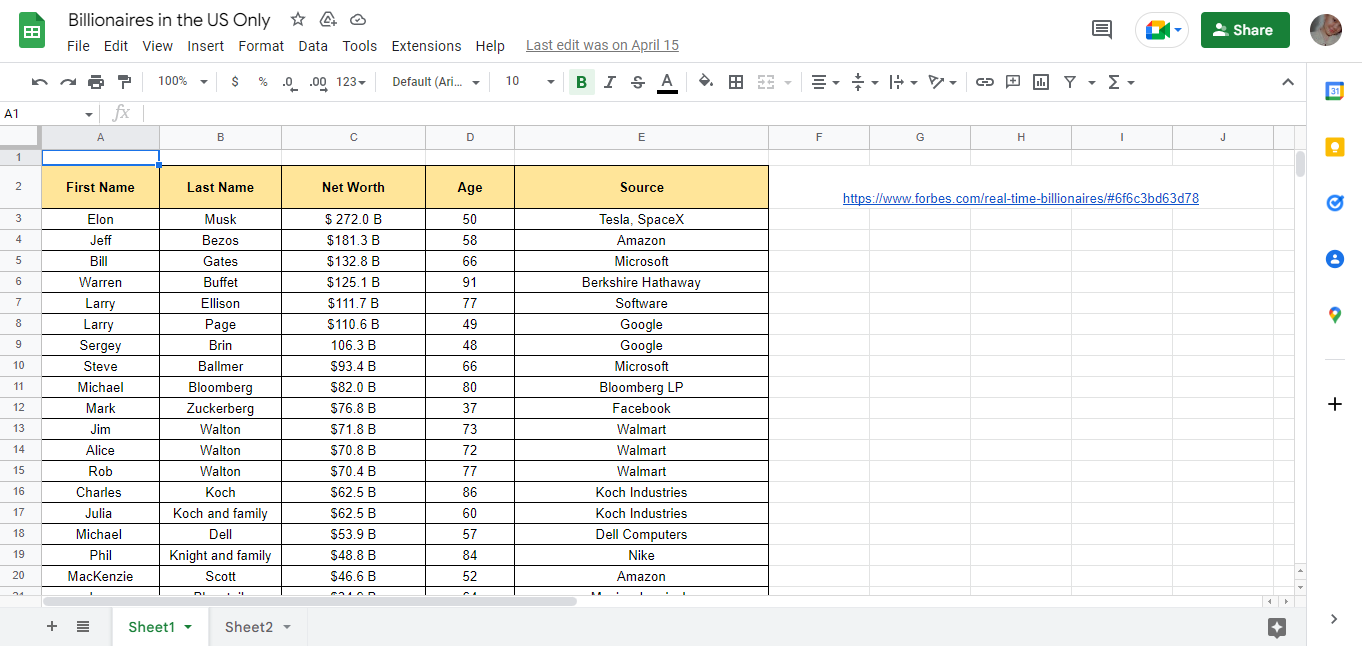 Billionaires in the US Only
File Edit View Insert Format Data Tools Extensions Help Last edit was on April 15
Share
100% $ % .0 .00 123 Default (Ari... 10 B I S A
31
A1 fx
A B C D E F G H I J
1
2 First Name Last Name Net Worth Age Source https://www.forbes.com/real-time-billionaires/#6f6c3bd63d78
3 Elon Musk $ 272.0 B 50 Tesla, SpaceX
4 Jeff Bezos $181.3 B 58 Amazon
5 Bill Gates $132.8 B 66 Microsoft
6 Warren Buffet $125.1 B 91 Berkshire Hathaway
7 Larry Ellison $111.7 B 77 Software
8 Larry Page $110.6 B 49 Google
9 Sergey Brin 106.3 B 48 Google
10 Steve Ballmer $93.4 B 66 Microsoft
11 Michael Bloomberg $82.0 B 80 Bloomberg LP
12 Mark Zuckerberg $76.8 B 37 Facebook
13 Jim Walton $71.8 B 73 Walmart
14 Alice Walton $70.8 B 72 Walmart
15 Rob Walton $70.4 B 77 Walmart
16 Charles Koch $62.5 B 86 Koch Industries
17 Julia Koch and family $62.5 B 60 Koch Industries
18 Michael Dell $53.9 B 57 Dell Computers
19 Phil Knight and family $48.8 B 84 Nike
20 MacKenzie Scott $46.6 B 52 Amazon
Sheet1 Sheet2